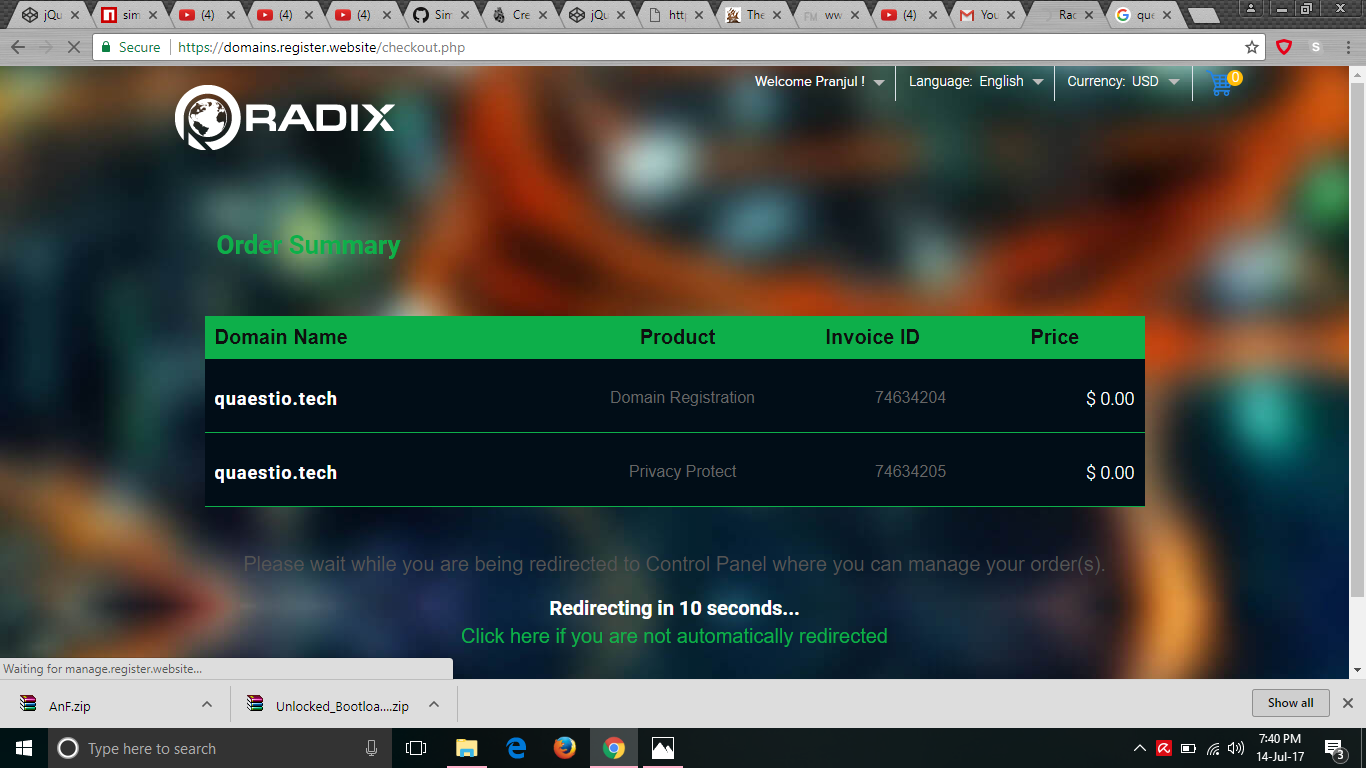 jQu
sim
(4)
(4)
(4)
Sim
Cre
jQu
http
The
ww
(4)
You
Rad
que
Secure
https://domains.register.website/checkout.php
S
RADIX
Welcome Pranjul !
Language: English
Currency: USD
0
Order Summary
Domain Name Product Invoice ID Price
quaestio.tech Domain Registration 74634204 $ 0.00
quaestio.tech Privacy Protect 74634205 $ 0.00
Please wait while you are being redirected to Control Panel where you can manage your order(s).
Redirecting in 10 seconds...
Click here if you are not automatically redirected
Waiting for manage.register.website...
AnF.zip
Unlocked_Bootloa....zip
Show all
Type here to search
7:40 PM
14-Jul-17
3